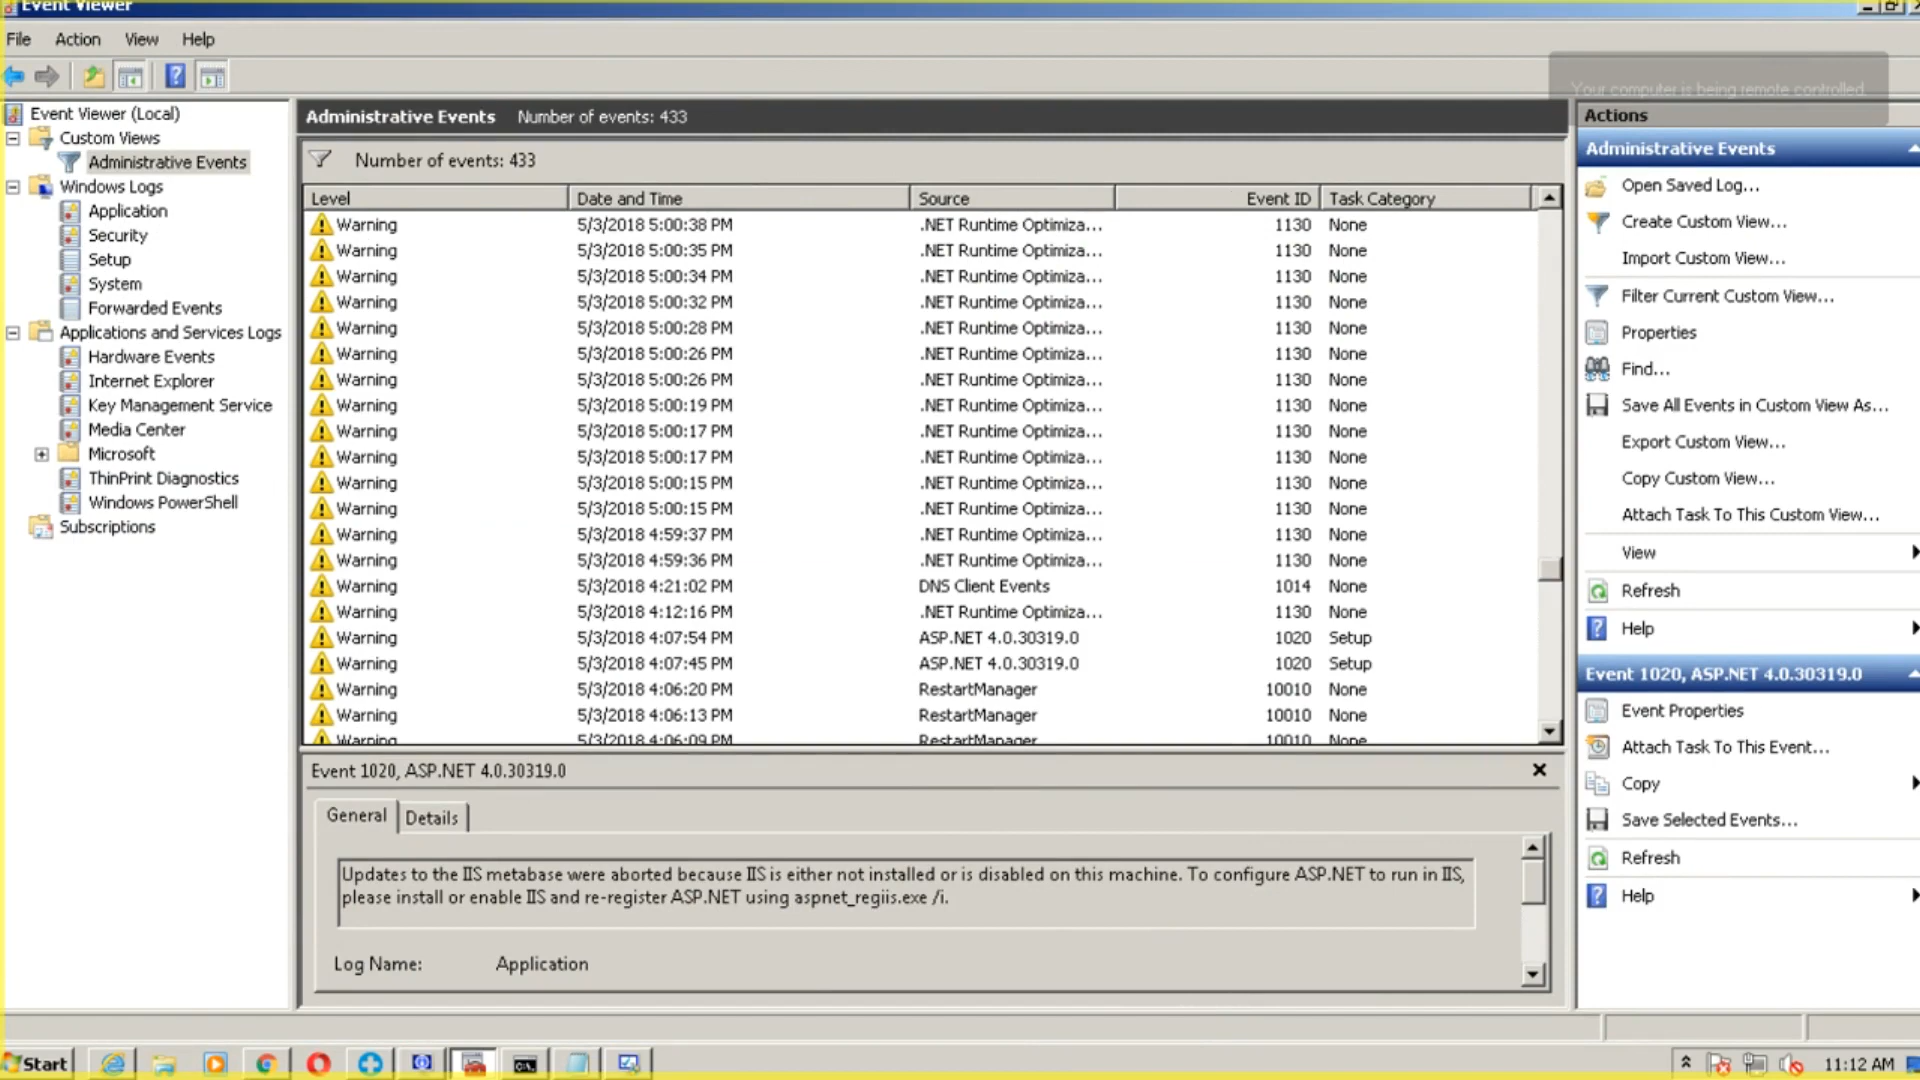 Event Viewer
File Action View Help
Your computer is being remote controlled.
Event Viewer (Local)
Custom Views
Administrative Events
Windows Logs
Application
Security
Setup
System
Forwarded Events
Applications and Services Logs
Hardware Events
Internet Explorer
Key Management Service
Media Center
Microsoft
ThinPrint Diagnostics
Windows PowerShell
Subscriptions
Administrative Events Number of events: 433
Number of events: 433
Level Date and Time Source Event ID Task Category
Warning 5/3/2018 5:00:38 PM .NET Runtime Optimiza... 1130 None
Warning 5/3/2018 5:00:35 PM .NET Runtime Optimiza... 1130 None
Warning 5/3/2018 5:00:34 PM .NET Runtime Optimiza... 1130 None
Warning 5/3/2018 5:00:32 PM .NET Runtime Optimiza... 1130 None
Warning 5/3/2018 5:00:28 PM .NET Runtime Optimiza... 1130 None
Warning 5/3/2018 5:00:26 PM .NET Runtime Optimiza... 1130 None
Warning 5/3/2018 5:00:26 PM .NET Runtime Optimiza... 1130 None
Warning 5/3/2018 5:00:19 PM .NET Runtime Optimiza... 1130 None
Warning 5/3/2018 5:00:17 PM .NET Runtime Optimiza... 1130 None
Warning 5/3/2018 5:00:17 PM .NET Runtime Optimiza... 1130 None
Warning 5/3/2018 5:00:15 PM .NET Runtime Optimiza... 1130 None
Warning 5/3/2018 5:00:15 PM .NET Runtime Optimiza... 1130 None
Warning 5/3/2018 4:59:37 PM .NET Runtime Optimiza... 1130 None
Warning 5/3/2018 4:59:36 PM .NET Runtime Optimiza... 1130 None
Warning 5/3/2018 4:21:02 PM DNS Client Events 1014 None
Warning 5/3/2018 4:12:16 PM .NET Runtime Optimiza... 1130 None
Warning 5/3/2018 4:07:54 PM ASP.NET 4.0.30319.0 1020 Setup
Warning 5/3/2018 4:07:45 PM ASP.NET 4.0.30319.0 1020 Setup
Warning 5/3/2018 4:06:20 PM RestartManager 10010 None
Warning 5/3/2018 4:06:13 PM RestartManager 10010 None
Warning 5/3/2018 4:06:09 PM RestartManager 10010 None
Event 1020, ASP.NET 4.0.30319.0
General Details
Updates to the IIS metabase were aborted because IIS is either not installed or is disabled on this machine. To configure ASP.NET to run in IIS,
please install or enable IIS and re-register ASP.NET using aspnet_regiis.exe /i.
Log Name: Application
Actions
Administrative Events
Open Saved Log...
Create Custom View...
Import Custom View...
Filter Current Custom View...
Properties
Find...
Save All Events in Custom View As...
Export Custom View...
Copy Custom View...
Attach Task To This Custom View...
View
Refresh
Help
Event 1020, ASP.NET 4.0.30319.0
Event Properties
Attach Task To This Event...
Copy
Save Selected Events...
Refresh
Help
Start
11:12 AM